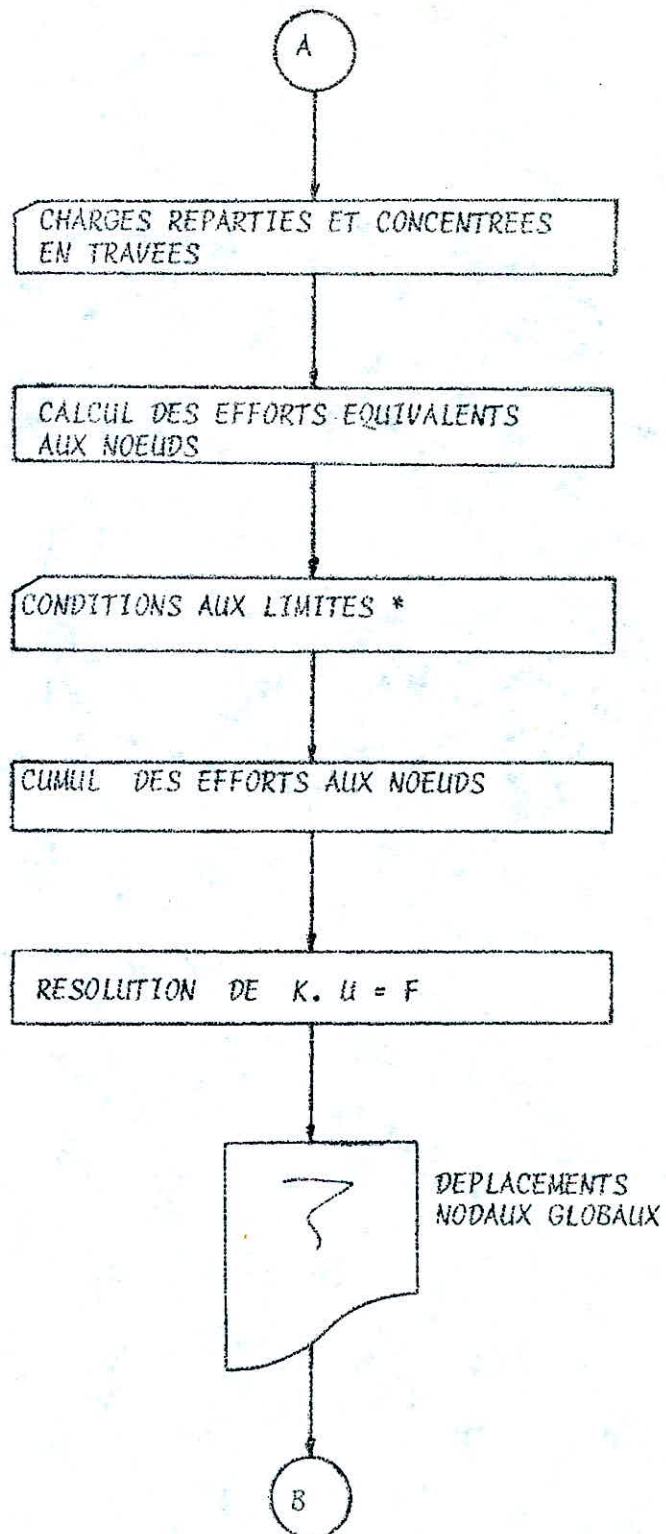 A
CHARGES REPARTIES ET CONCENTREES
EN TRAVEES
CALCUL DES EFFORTS EQUIVALENTS
AUX NOEUDS
CONDITIONS AUX LIMITES *
CUMUL DES EFFORTS AUX NOEUDS
RESOLUTION DE K. U = F
DEPLACEMENTS
NODAUX GLOBAUX
B